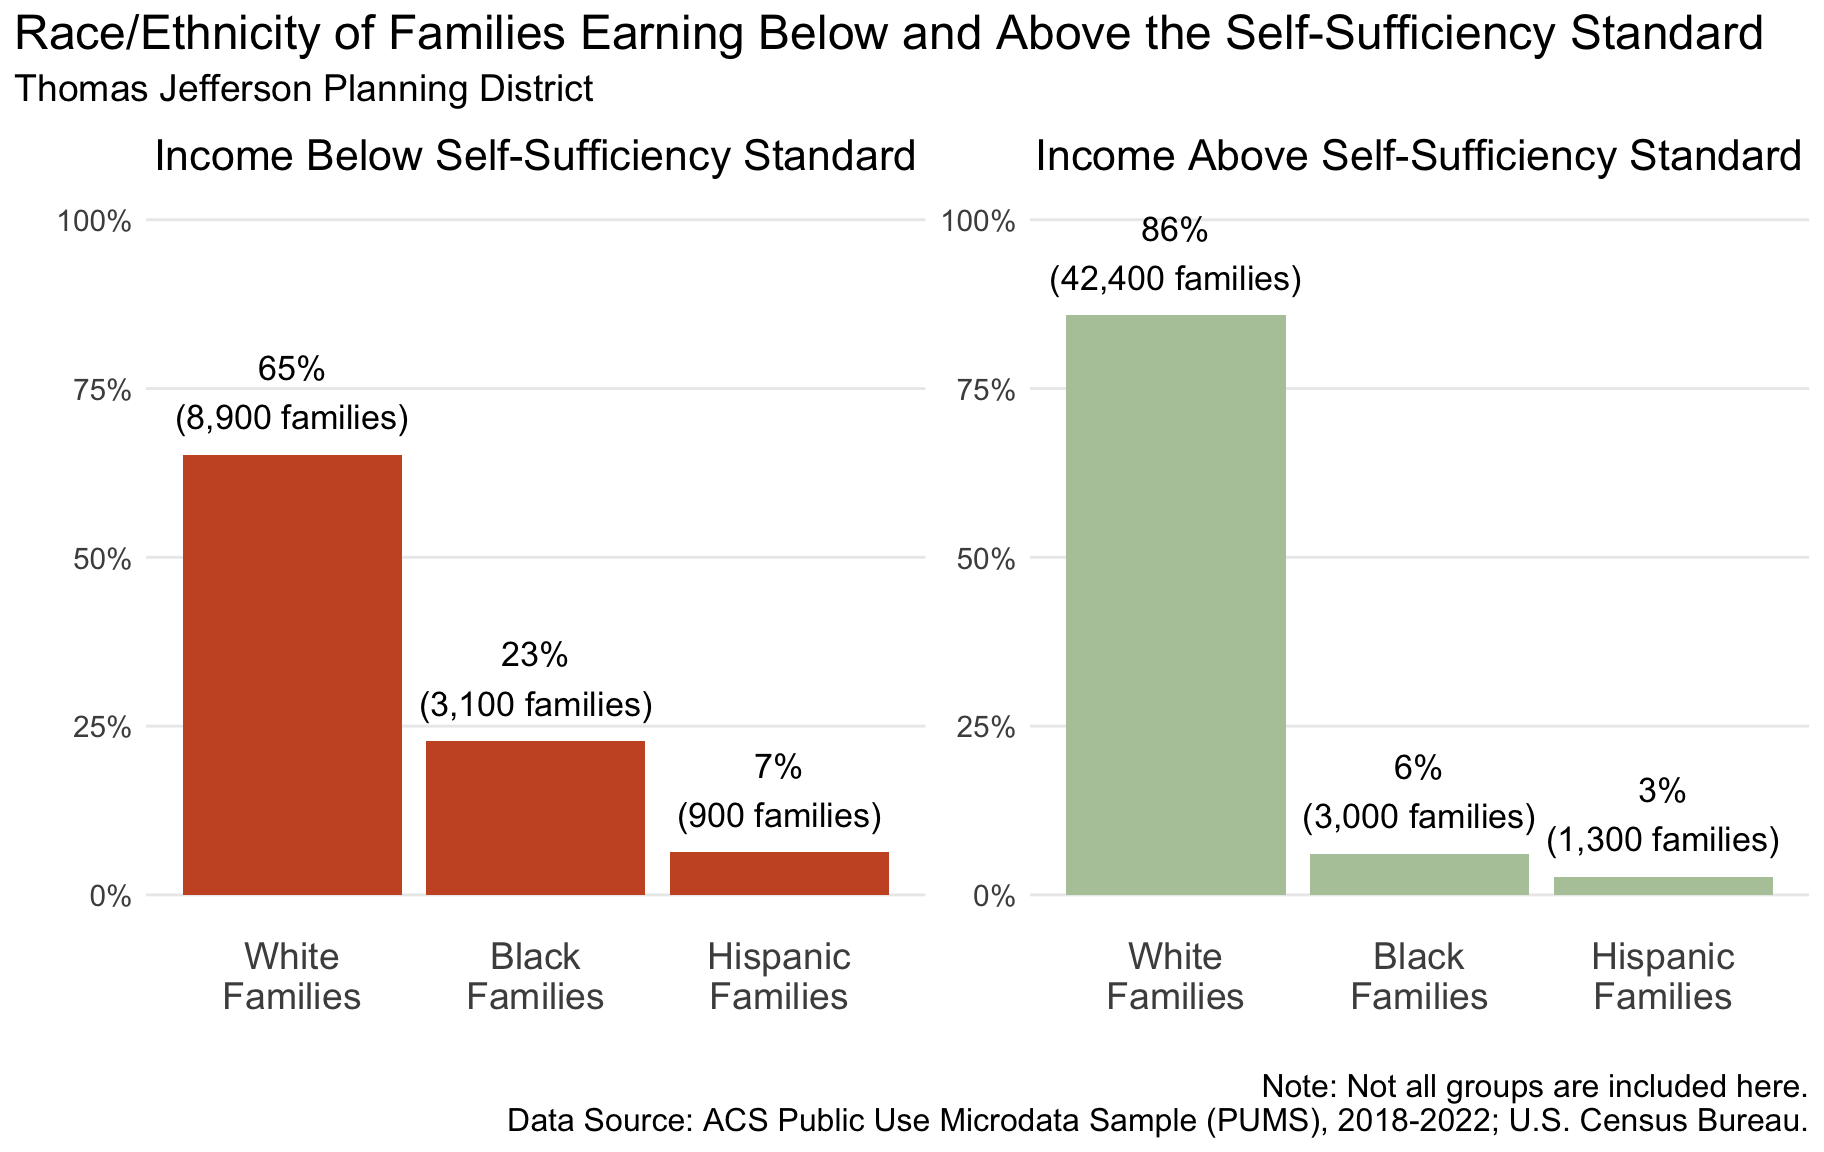 Race/Ethnicity of Families Earning Below and Above the Self-Sufficiency Standard
Thomas Jefferson Planning District
Income Below Self-Sufficiency Standard
100%
75%
50%
25%
0%
65%
(8,900 families)
23%
(3,100 families)
7%
(900 families)
White
Families
Black
Families
Hispanic
Families
Income Above Self-Sufficiency Standard
100%
75%
50%
25%
0%
86%
(42,400 families)
6%
(3,000 families)
3%
(1,300 families)
White
Families
Black
Families
Hispanic
Families
Note: Not all groups are included here.
Data Source: ACS Public Use Microdata Sample (PUMS), 2018-2022; U.S. Census Bureau.